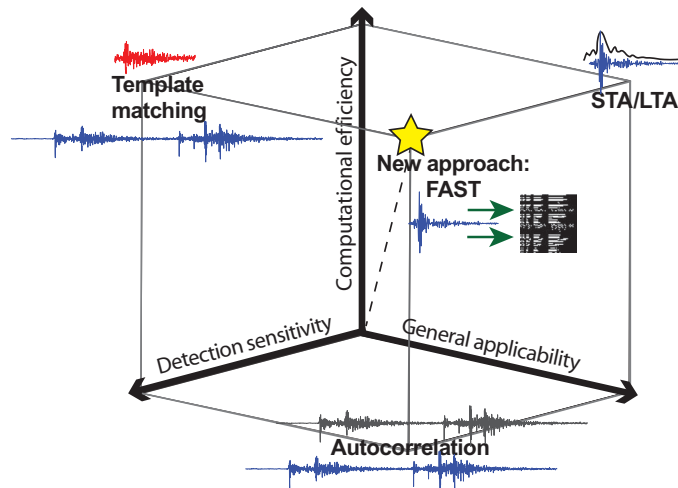 Template
matching
STA/LTA
Computational efficiency
New approach:
FAST
Detection sensitivity
General applicability
Autocorrelation